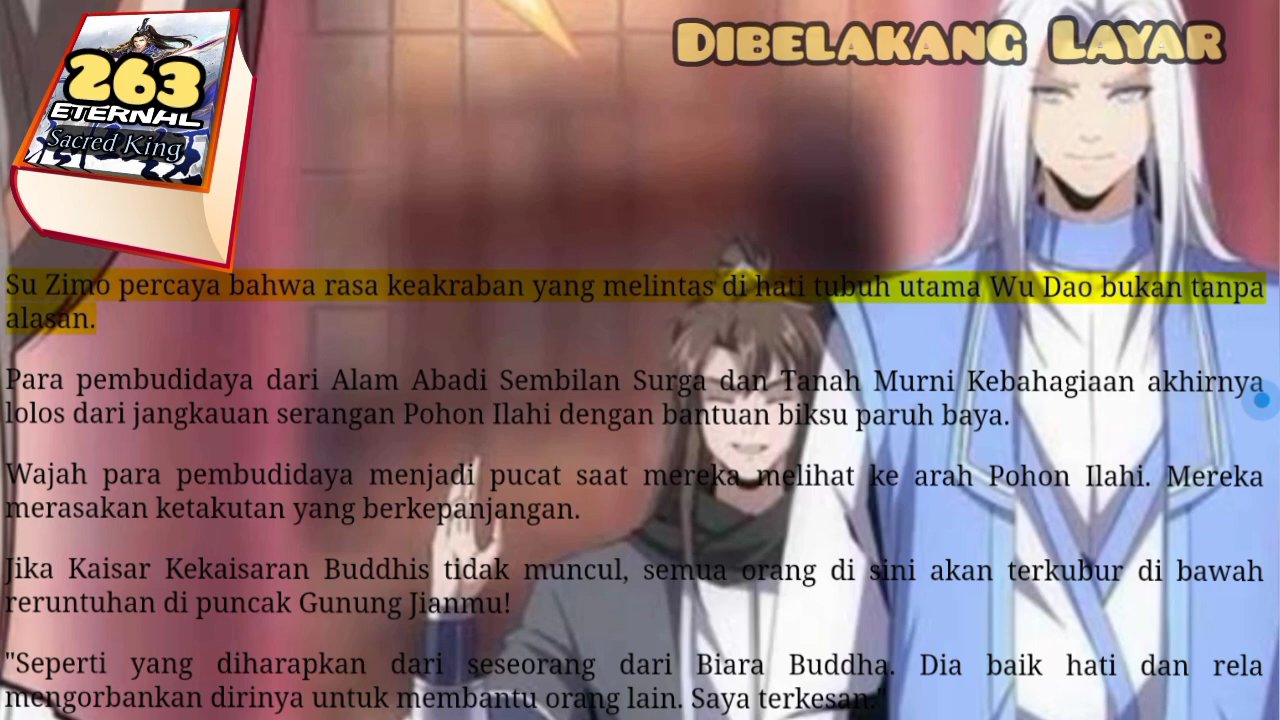 Dibelakang Layar
263
ETERNAL
Sacred King
Su Zimo percaya bahwa rasa keakraban yang melintas di hati tubuh utama Wu Dao bukan tanpa
alasan.
Para pembudidaya dari Alam Abadi Sembilan Surga dan Tanah Murni Kebahagiaan akhirnya
lolos dari jangkauan serangan Pohon Ilahi dengan bantuan biksu paruh baya.
Wajah para pembudidaya menjadi pucat saat mereka melihat ke arah Pohon Ilahi. Mereka
merasakan ketakutan yang berkepanjangan.
Jika Kaisar Kekaisaran Buddhis tidak muncul, semua orang di sini akan terkubur di bawah
reruntuhan di puncak Gunung Jianmu!
"Seperti yang diharapkan dari seseorang dari Biara Buddha. Dia baik hati dan rela
mengorbankan dirinya untuk membantu orang lain. Saya terkesan."